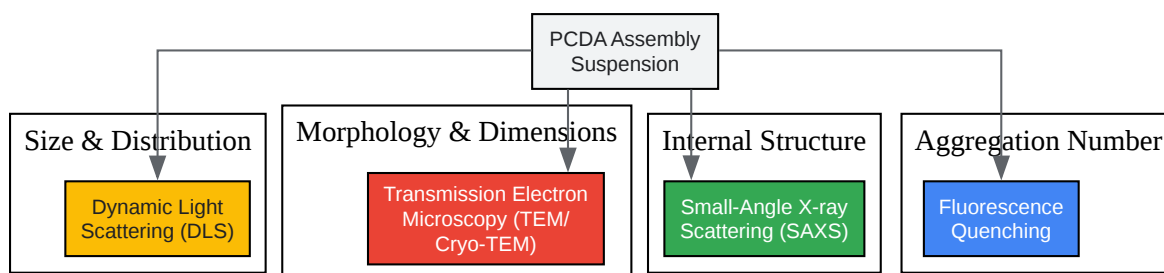 PCDA Assembly
Suspension
Size & Distribution
Morphology & Dimensions
Internal Structure
Aggregation Number
Dynamic Light
Scattering (DLS)
Transmission Electron
Microscopy (TEM/
Cryo-TEM)
Small-Angle X-ray
Scattering (SAXS)
Fluorescence
Quenching